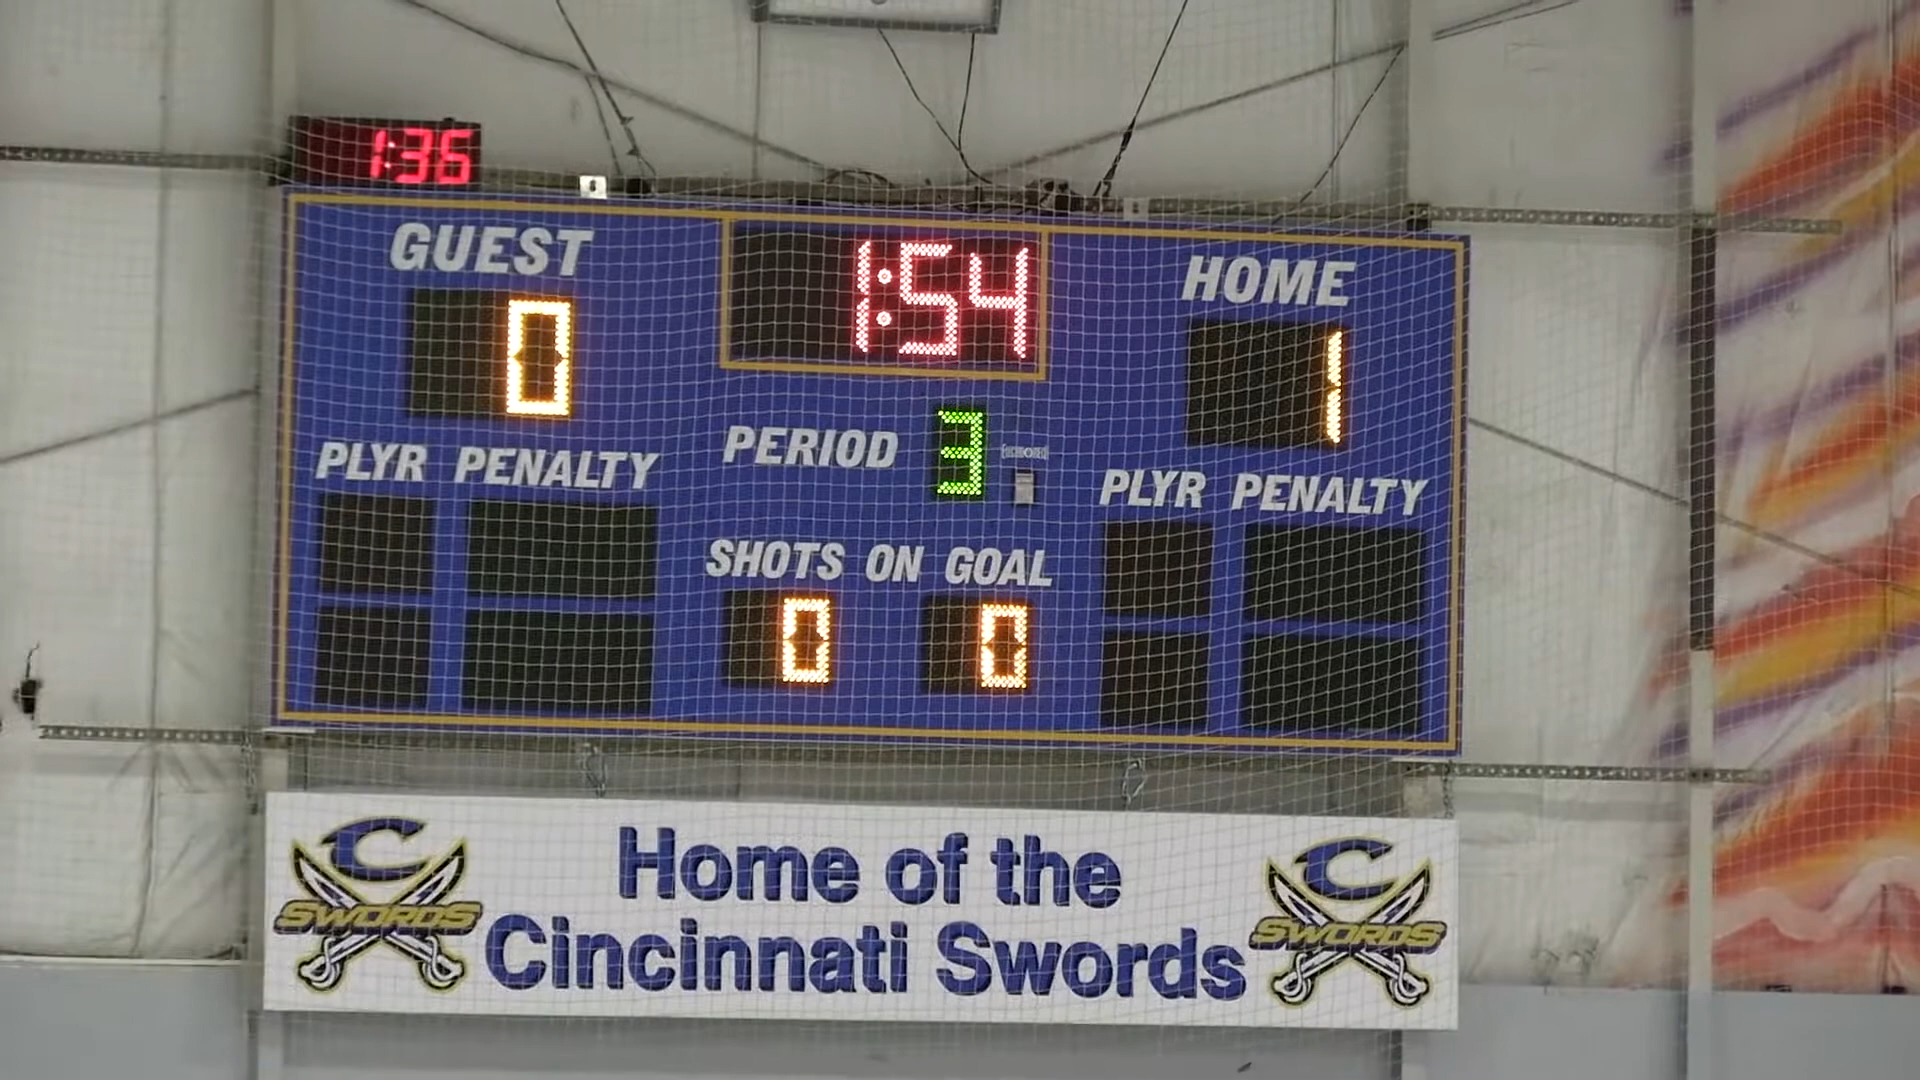 1:36
GUEST
1:54
HOME
0
1
PERIOD 3
PLYR PENALTY
PLYR PENALTY
SHOTS ON GOAL
0 0
C
SWORDS
Home of the
Cincinnati Swords
C
SWORDS